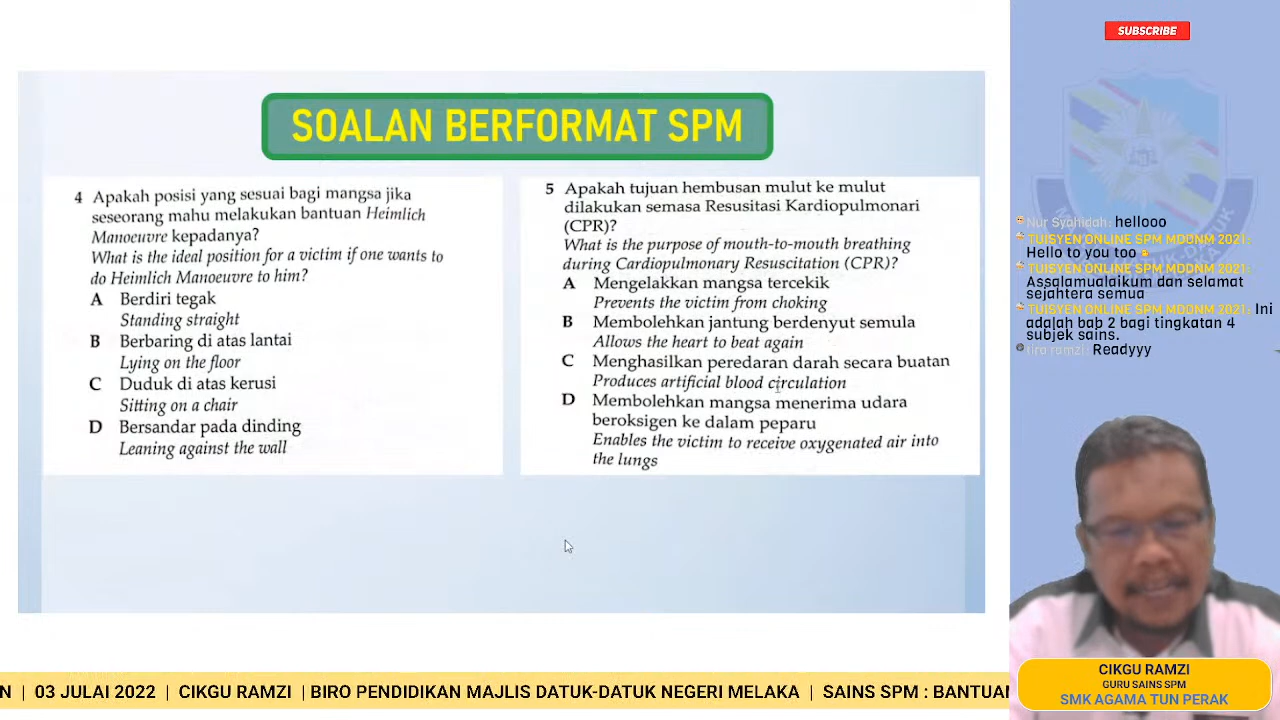 SUBSCRIBE
SOALAN BERFORMAT SPM
4 Apakah posisi yang sesuai bagi mangsa jika
seseorang mahu melakukan bantuan Heimlich
Manoeuvre kepadanya?
What is the ideal position for a victim if one wants to
do Heimlich Manoeuvre to him?
A Berdiri tegak
Standing straight
B Berbaring di atas lantai
Lying on the floor
C Duduk di atas kerusi
Sitting on a chair
D Bersandar pada dinding
Leaning against the wall
5 Apakah tujuan hembusan mulut ke mulut
dilakukan semasa Resusitasi Kardiopulmonari
(CPR)?
What is the purpose of mouth-to-mouth breathing
during Cardiopulmonary Resuscitation (CPR)?
A Mengelakkan mangsa tercekik
Prevents the victim from choking
B Membolehkan jantung berdenyut semula
Allows the heart to beat again
C Menghasilkan peredaran darah secara buatan
Produces artificial blood circulation
D Membolehkan mangsa menerima udara
beroksigen ke dalam peparu
Enables the victim to receive oxygenated air into
the lungs
Nur Syahidah: hellooo
TUISYEN ONLINE SPM MDDNM 2021:
Hello to you too
TUISYEN ONLINE SPM MDDNM 2021:
Assalamualaikum dan selamat
sejahtera semua
TUISYEN ONLINE SPM MDDNM 2021: Ini
adalah bab 2 bagi tingkatan 4
subjek sains.
tira ramzi: Readyyy
CIKGU RAMZI
GURU SAINS SPM
SMK AGAMA TUN PERAK
N | 03 JULAI 2022 | CIKGU RAMZI | BIRO PENDIDIKAN MAJLIS DATUK-DATUK NEGERI MELAKA | SAINS SPM : BANTUAN